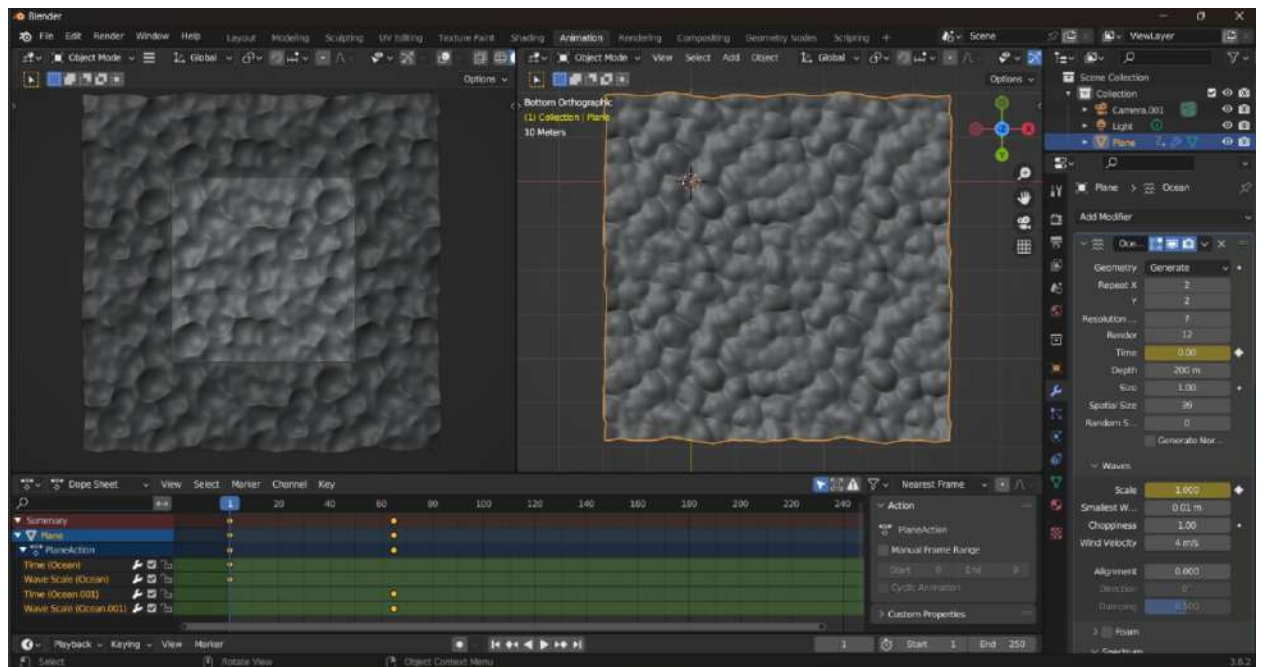 Blender
File Edit Render Window Help Layout Modeling Sculpting UV Editing Texture Paint Shading Animation Rendering Compositing Geometry Nodes Scripting + Scene ViewLayer
Object Mode Global Object Mode View Select Add Object Global
Options Options
Bottom Orthographic
(1) Collection | Plane
10 Meters
Scene Collection
Collection
Camera.001
Light
Plane
Plane > Ocean
Add Modifier
Oce...
Geometry Generate
Repeat X 2
Y 2
Resolution ... 7
Render 12
Time 0.00
Depth 200 m
Size 1.00
Spatial Size 39
Random S... 0
Generate Nor...
Waves
Scale 1.000
Smallest W... 0.01 m
Choppiness 1.00
Wind Velocity 4 m/s
Alignment 0.000
Direction 0°
Damping 0.500
Foam
Spectrum
Dope Sheet View Select Marker Channel Key Nearest Frame
1 20 40 60 80 100 120 140 160 180 200 220 240
Summary
Plane
PlaneAction
Time (Ocean)
Wave Scale (Ocean)
Time (Ocean.001)
Wave Scale (Ocean.001)
Action
PlaneAction
Manual Frame Range
Start 0 End 0
Cyclic Animation
Custom Properties
Playback Keying View Marker 1 Start 1 End 250
Select Rotate View Object Context Menu 3.6.2